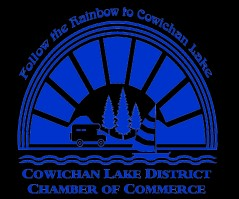 Follow the Rainbow to Cowichan Lake
COWICHAN LAKE DISTRICT
CHAMBER OF COMMERCE